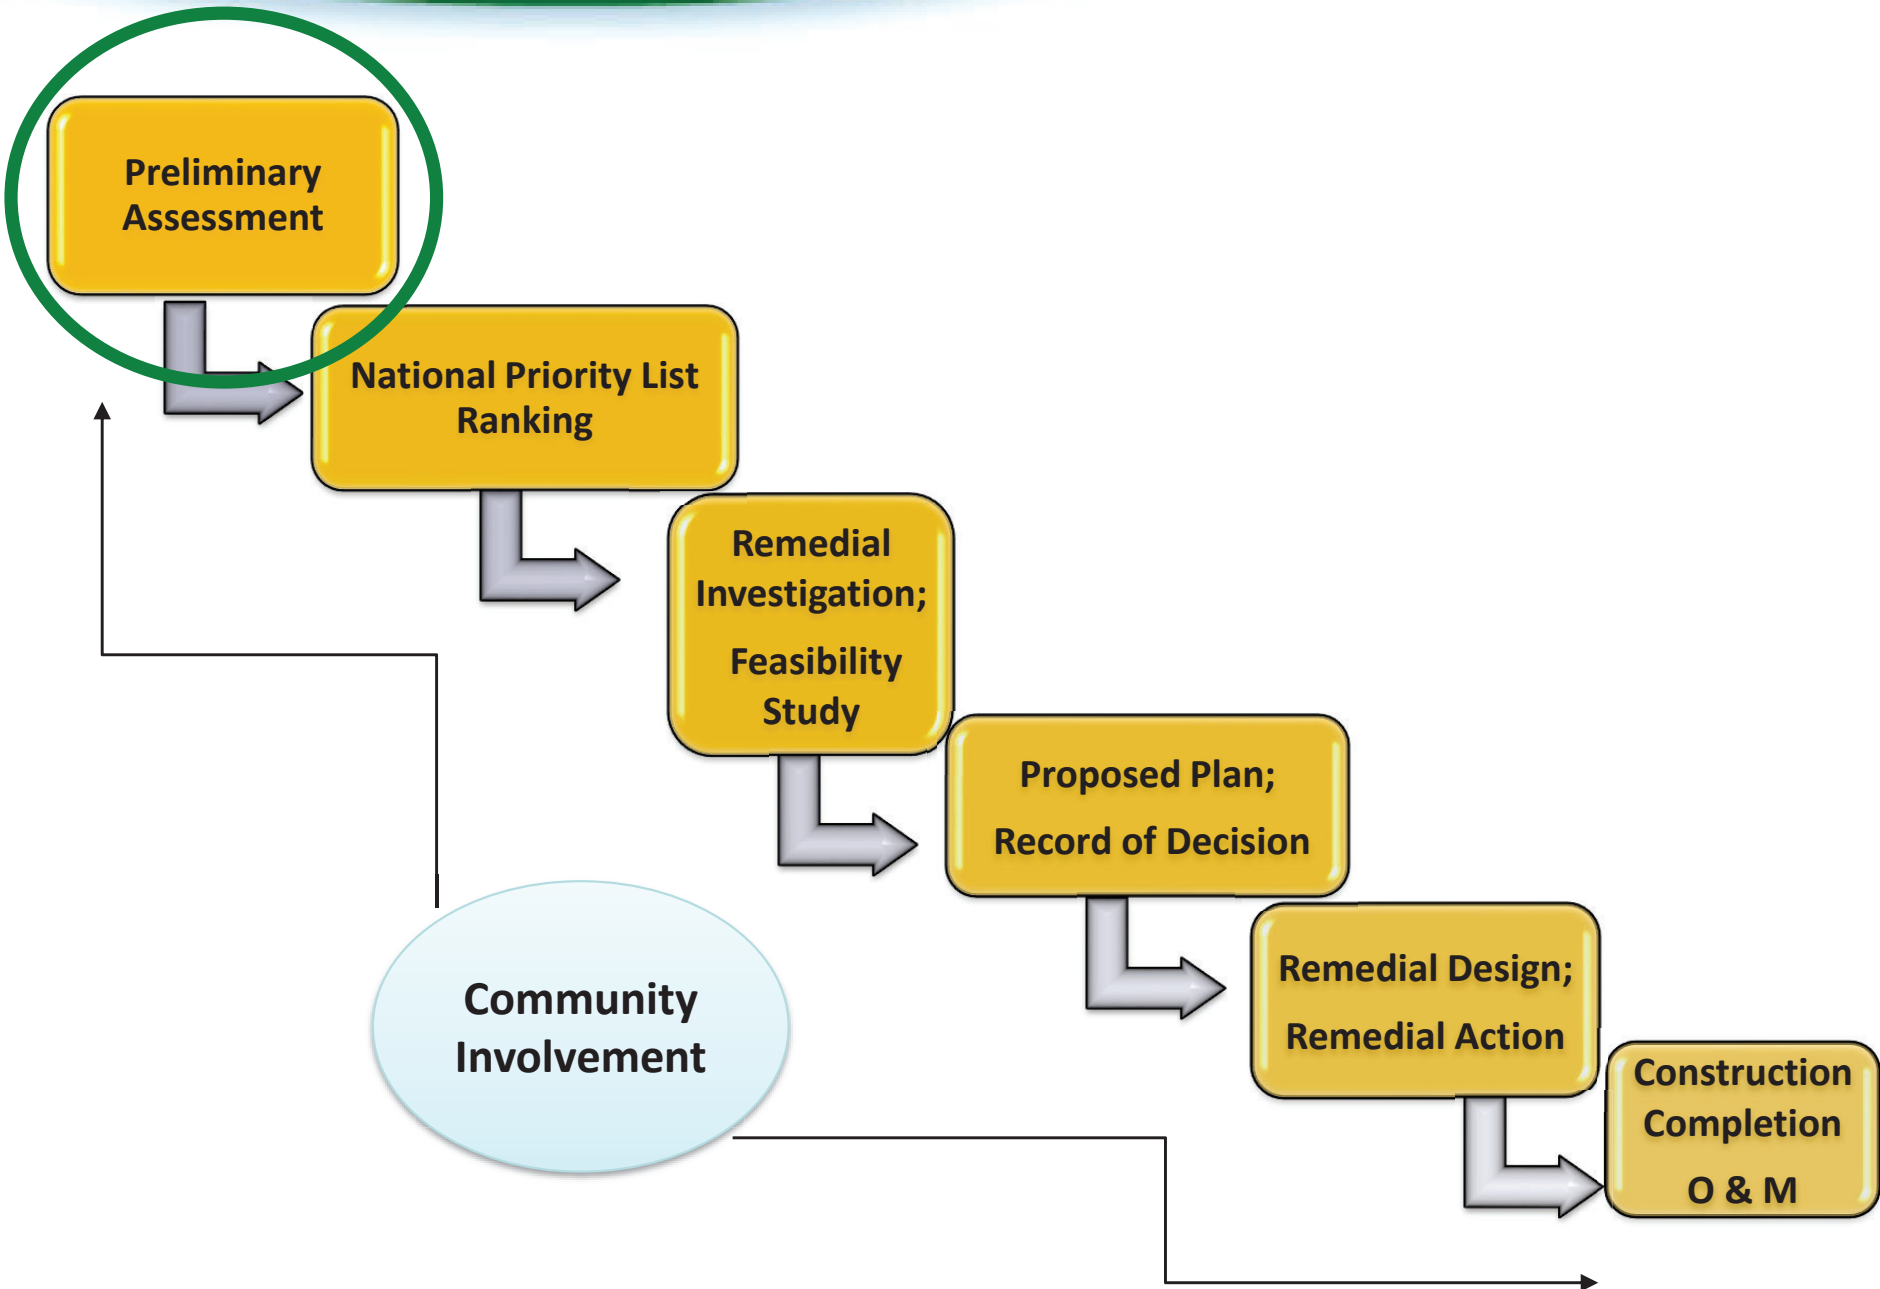 Preliminary
Assessment
National Priority List
Ranking
Remedial
Investigation;
Feasibility
Study
Proposed Plan;
Record of Decision
Remedial Design;
Remedial Action
Construction
Completion
O & M
Community
Involvement